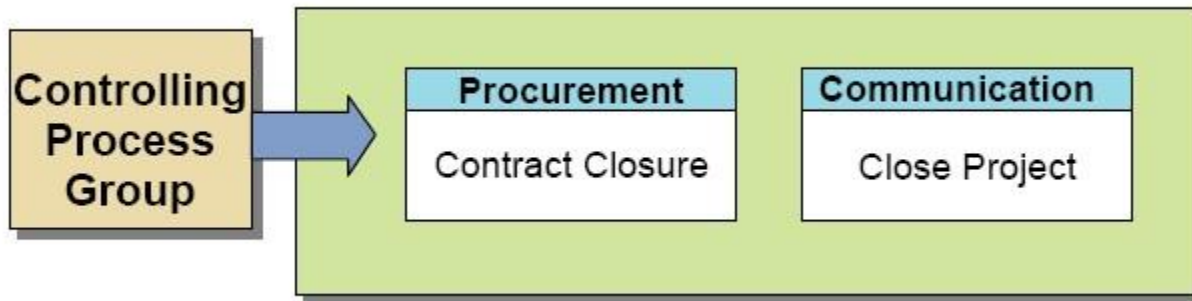 Controlling
Process
Group
Procurement
Contract Closure
Communication
Close Project